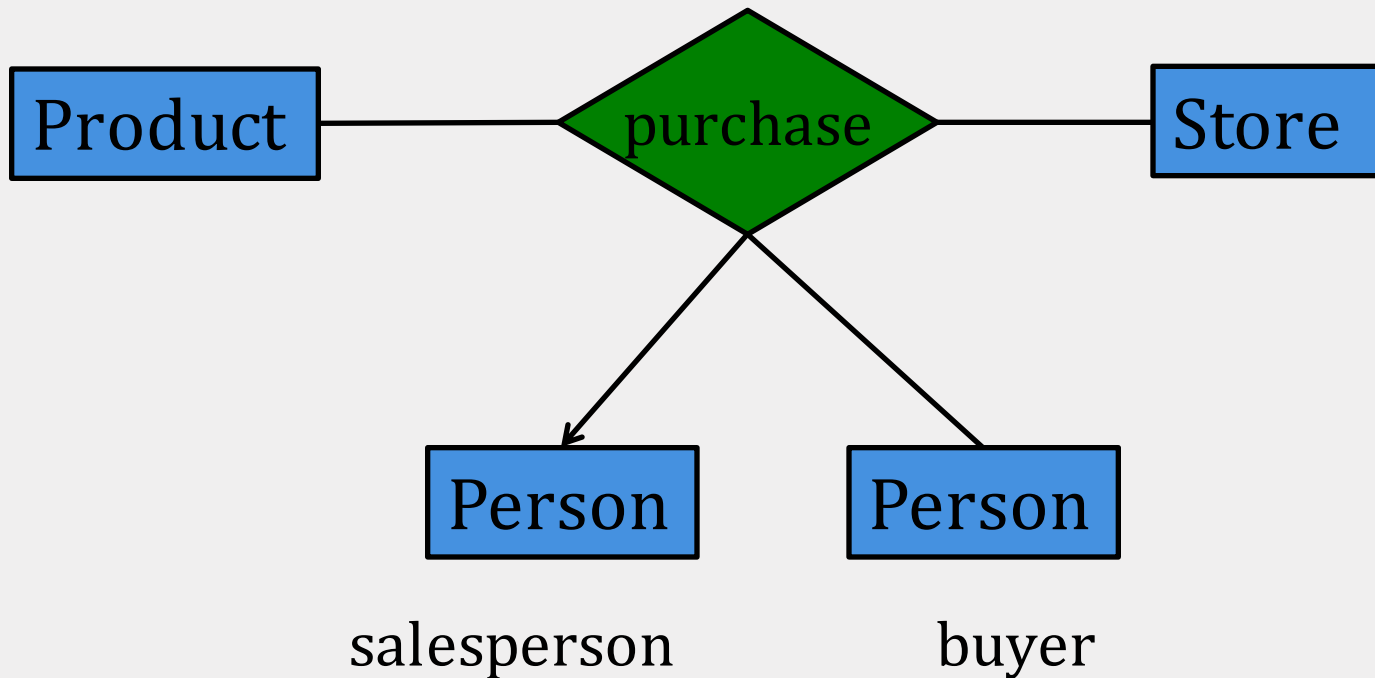 Product
purchase
Store
Person
Person
salesperson
buyer